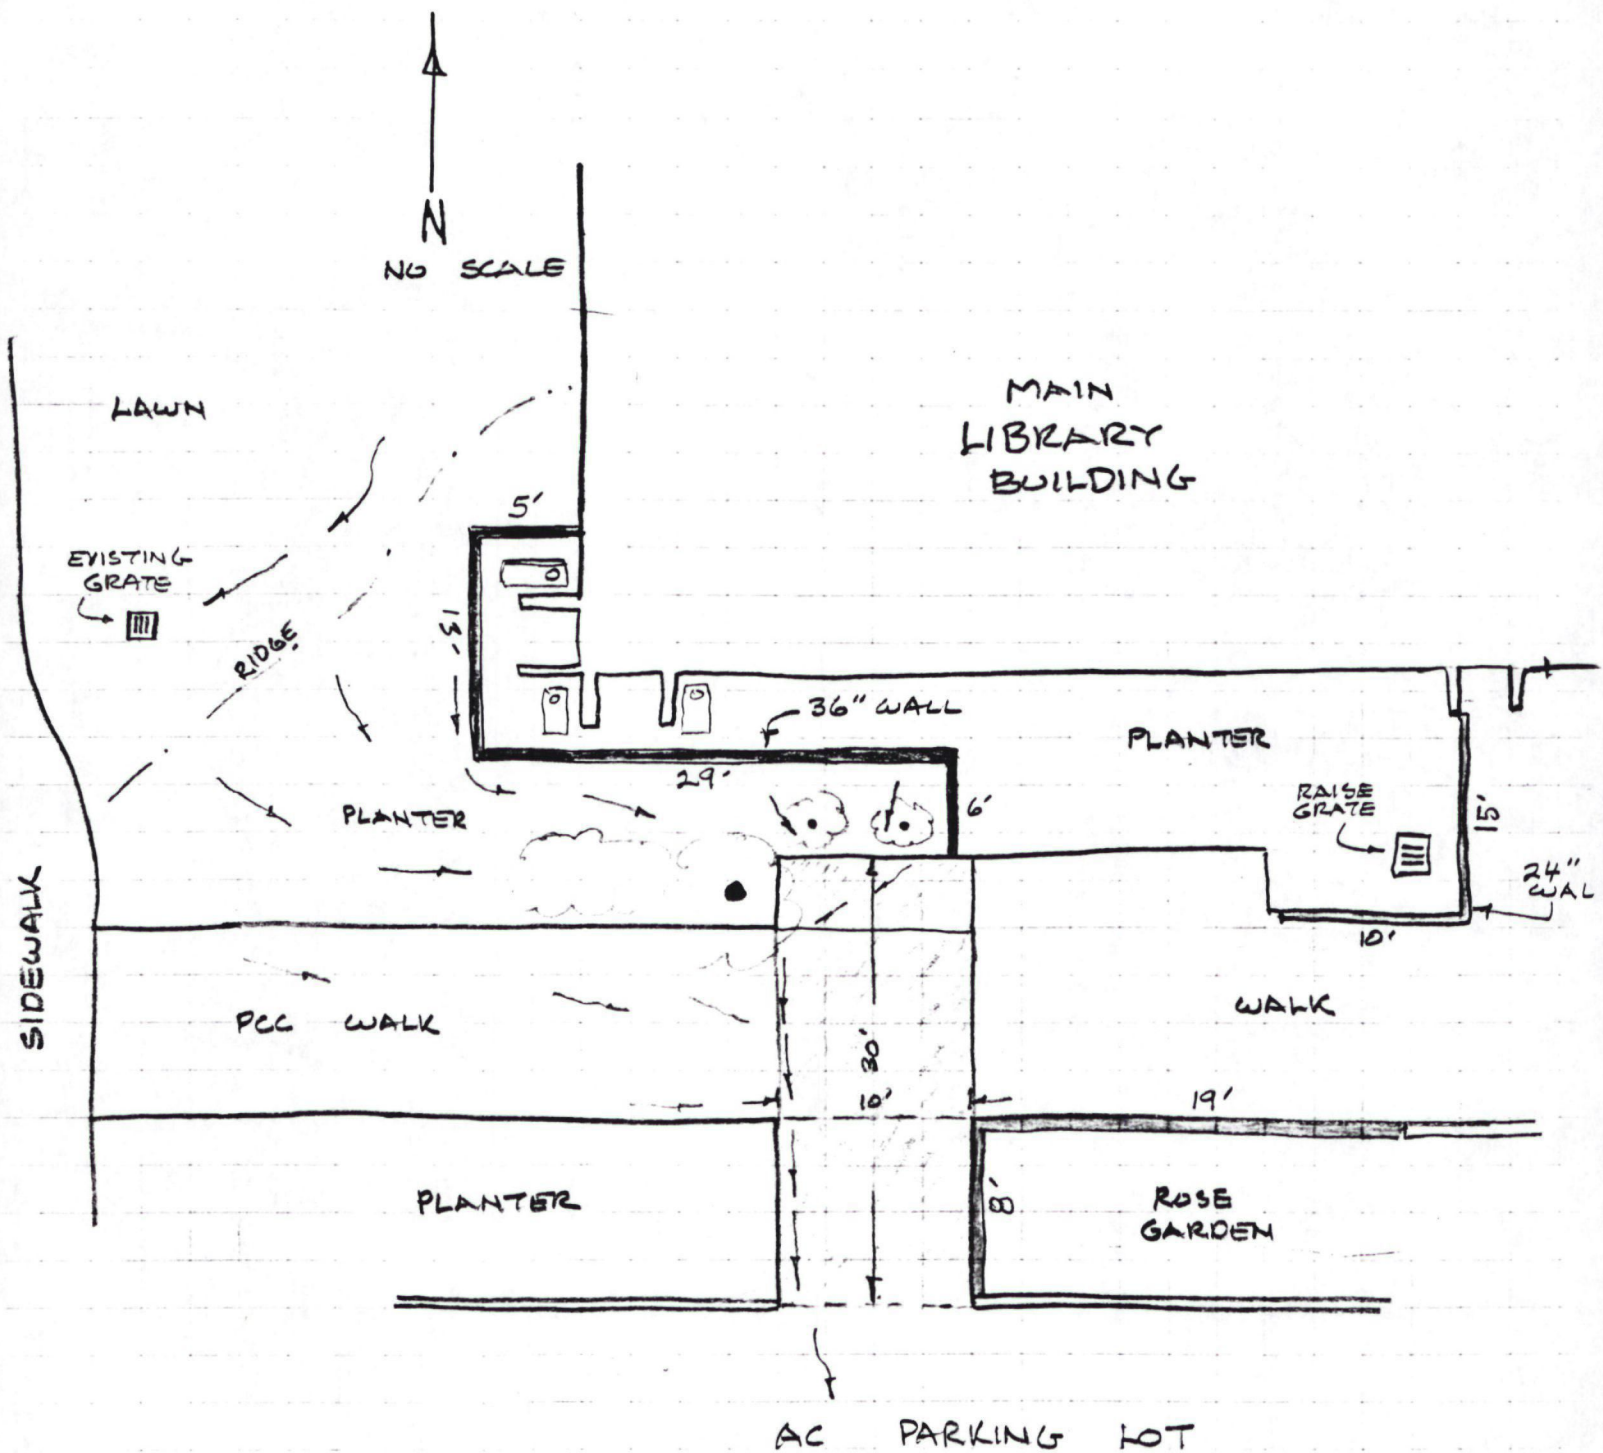 N
NO SCALE
LAWN
MAIN
LIBRARY
BUILDING
5'
EXISTING
GRATE
13'
RIDGE
36" WALL
PLANTER
29'
6'
RAISE
GRATE
15'
PLANTER
24"
WAL
10'
SIDEWALK
PCC WALK
WALK
30'
10'
19'
PLANTER
8'
ROSE
GARDEN
AC PARKING LOT